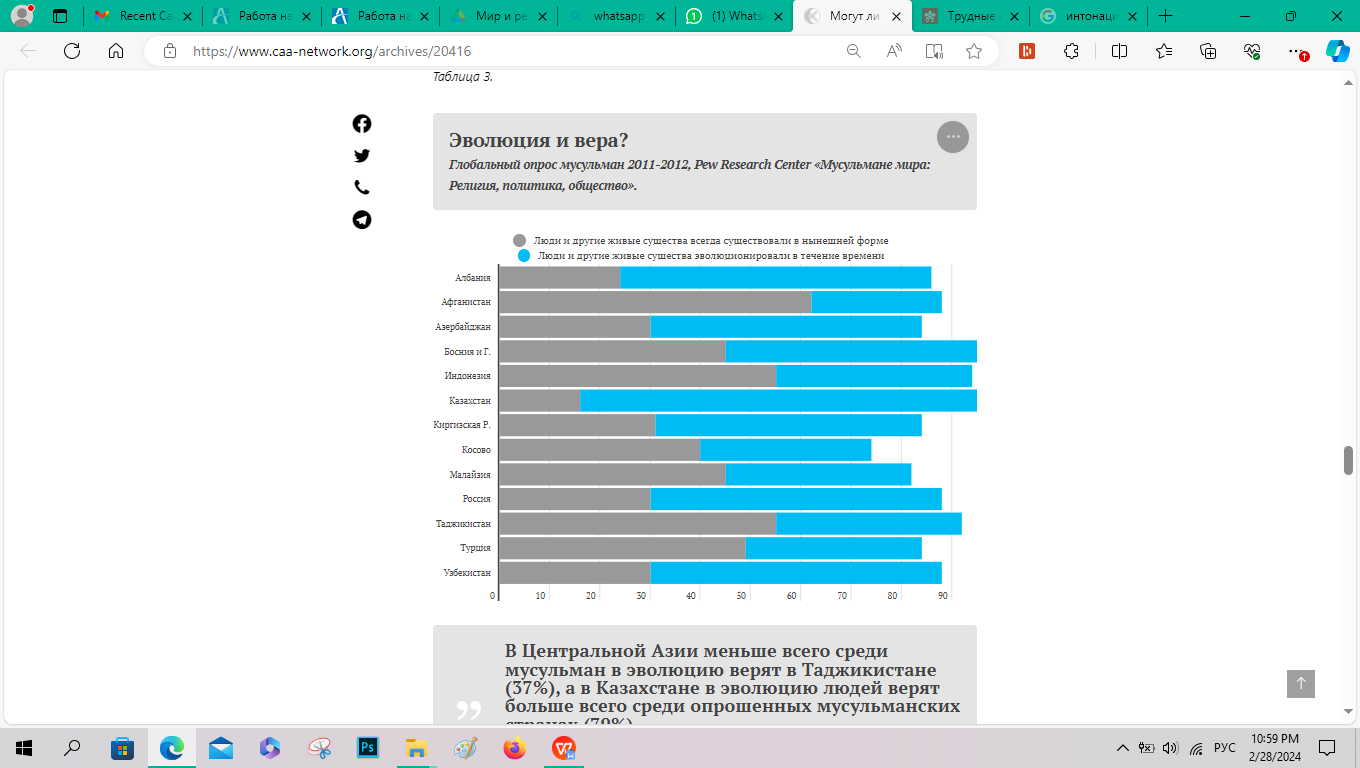 Recent Ca
Работа на
Работа на
Мир и ре
whatsapp
(1) Whats
Могут ли
Трудные
интонаци
https://www.caa-network.org/archives/20416
Таблица 3.
Эволюция и вера?
Глобальный опрос мусульман 2011-2012, Pew Research Center «Мусульмане мира:
Религия, политика, общество».
Люди и другие живые существа всегда существовали в нынешней форме
Люди и другие живые существа эволюционировали в течение времени
Албания
Афганистан
Азербайджан
Босния и Г.
Индонезия
Казахстан
Киргизская Р.
Косово
Малайзия
Россия
Таджикистан
Турция
Узбекистан
0 10 20 30 40 50 60 70 80 90
В Центральной Азии меньше всего среди
мусульман в эволюцию верят в Таджикистане
(37%), а в Казахстане в эволюцию людей верят
больше всего среди опрошенных мусульманских
странах (79%)
Ps
РУС
10:59 PM
2/28/2024